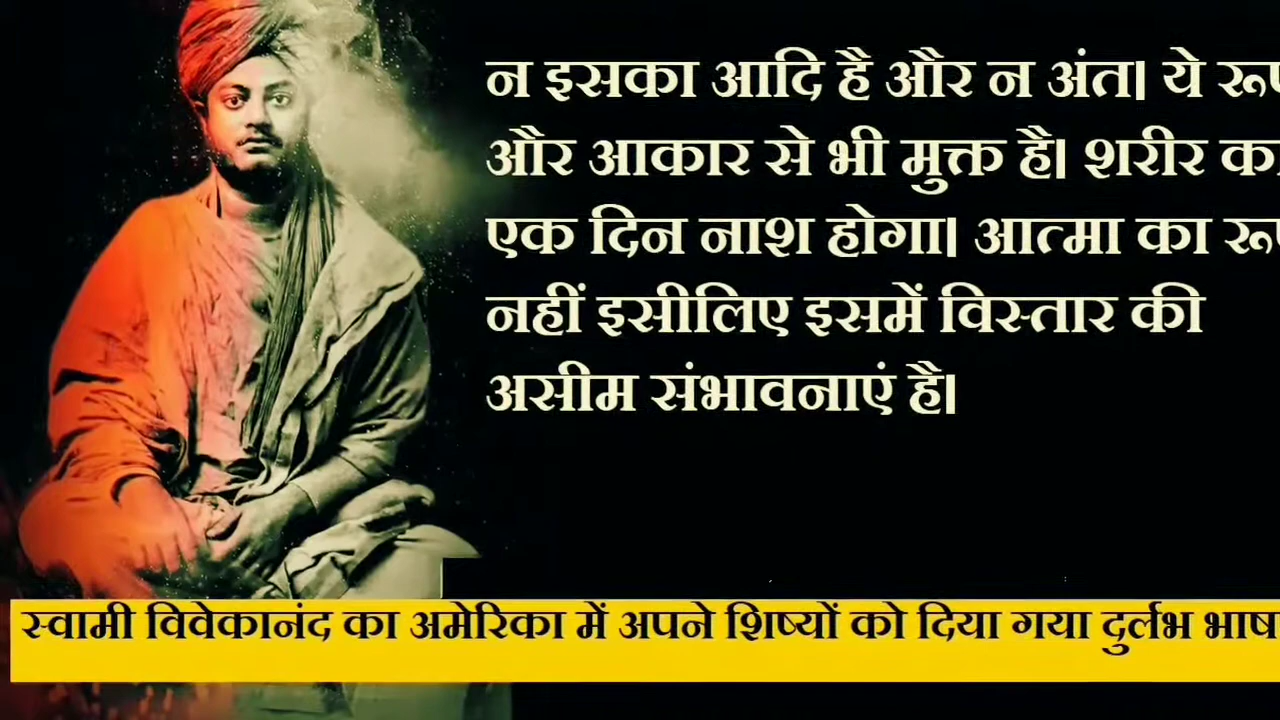 न इसका आदि है और न अंत। ये
और आकार से भी मुक्त है। शरीर का
एक दिन नाश होगा। आत्मा का
नहीं इसीलिए इसमें विस्तार की
असीम संभावनाएं है।
स्वामी विवेकानंद का अमेरिका में अपने शिष्यों को दिया गया दुर्लभ